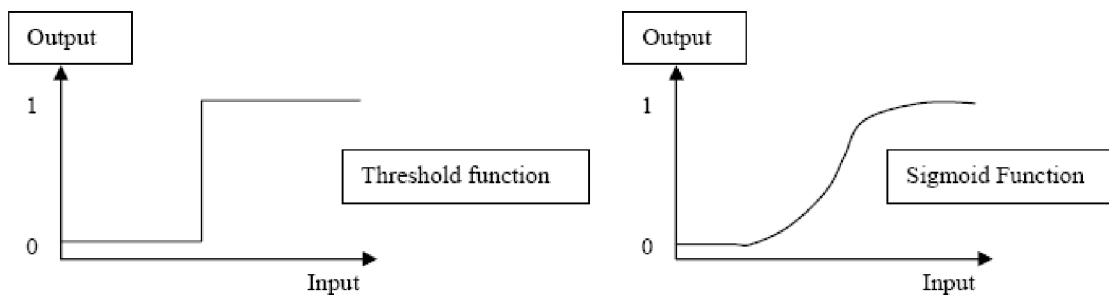 Output
1
Threshold function
0
Input
Output
1
Sigmoid Function
0
Input